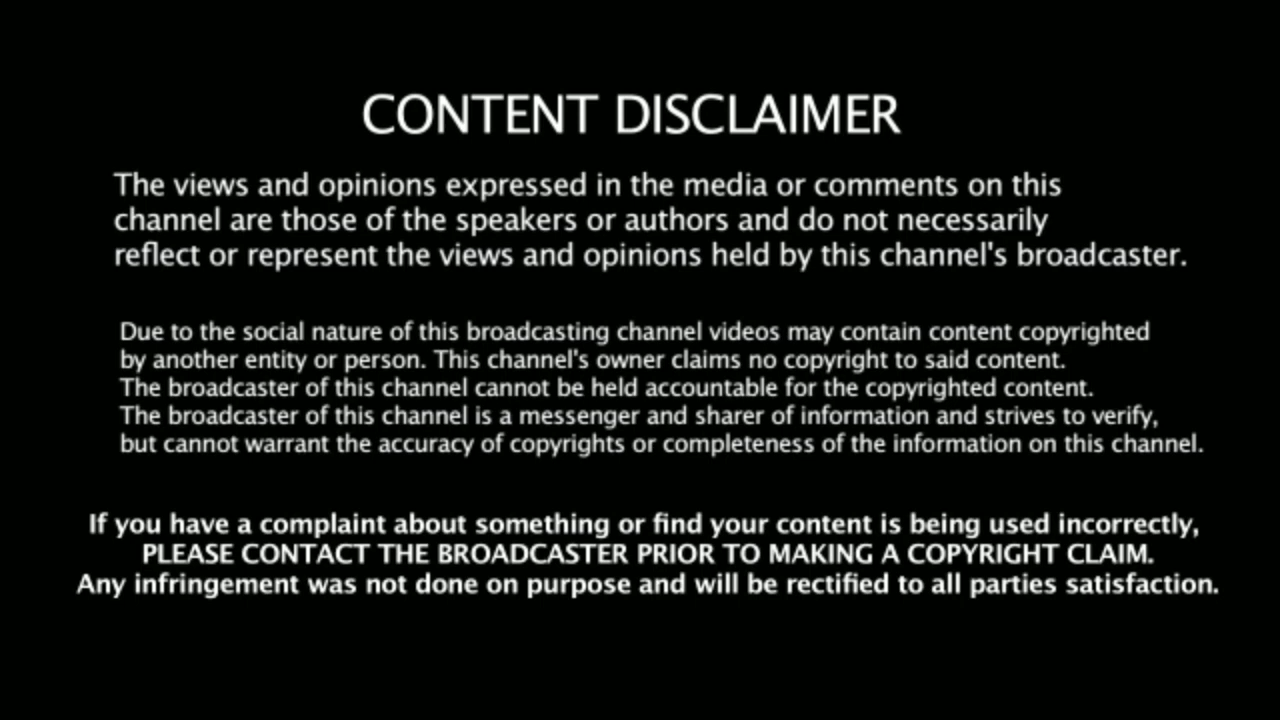 CONTENT DISCLAIMER
The views and opinions expressed in the media or comments on this
channel are those of the speakers or authors and do not necessarily
reflect or represent the views and opinions held by this channel's broadcaster.
Due to the social nature of this broadcasting channel videos may contain content copyrighted
by another entity or person. This channel's owner claims no copyright to said content.
The broadcaster of this channel cannot be held accountable for the copyrighted content.
The broadcaster of this channel is a messenger and sharer of information and strives to verify,
but cannot warrant the accuracy of copyrights or completeness of the information on this channel.
If you have a complaint about something or find your content is being used incorrectly,
PLEASE CONTACT THE BROADCASTER PRIOR TO MAKING A COPYRIGHT CLAIM.
Any infringement was not done on purpose and will be rectified to all parties satisfaction.